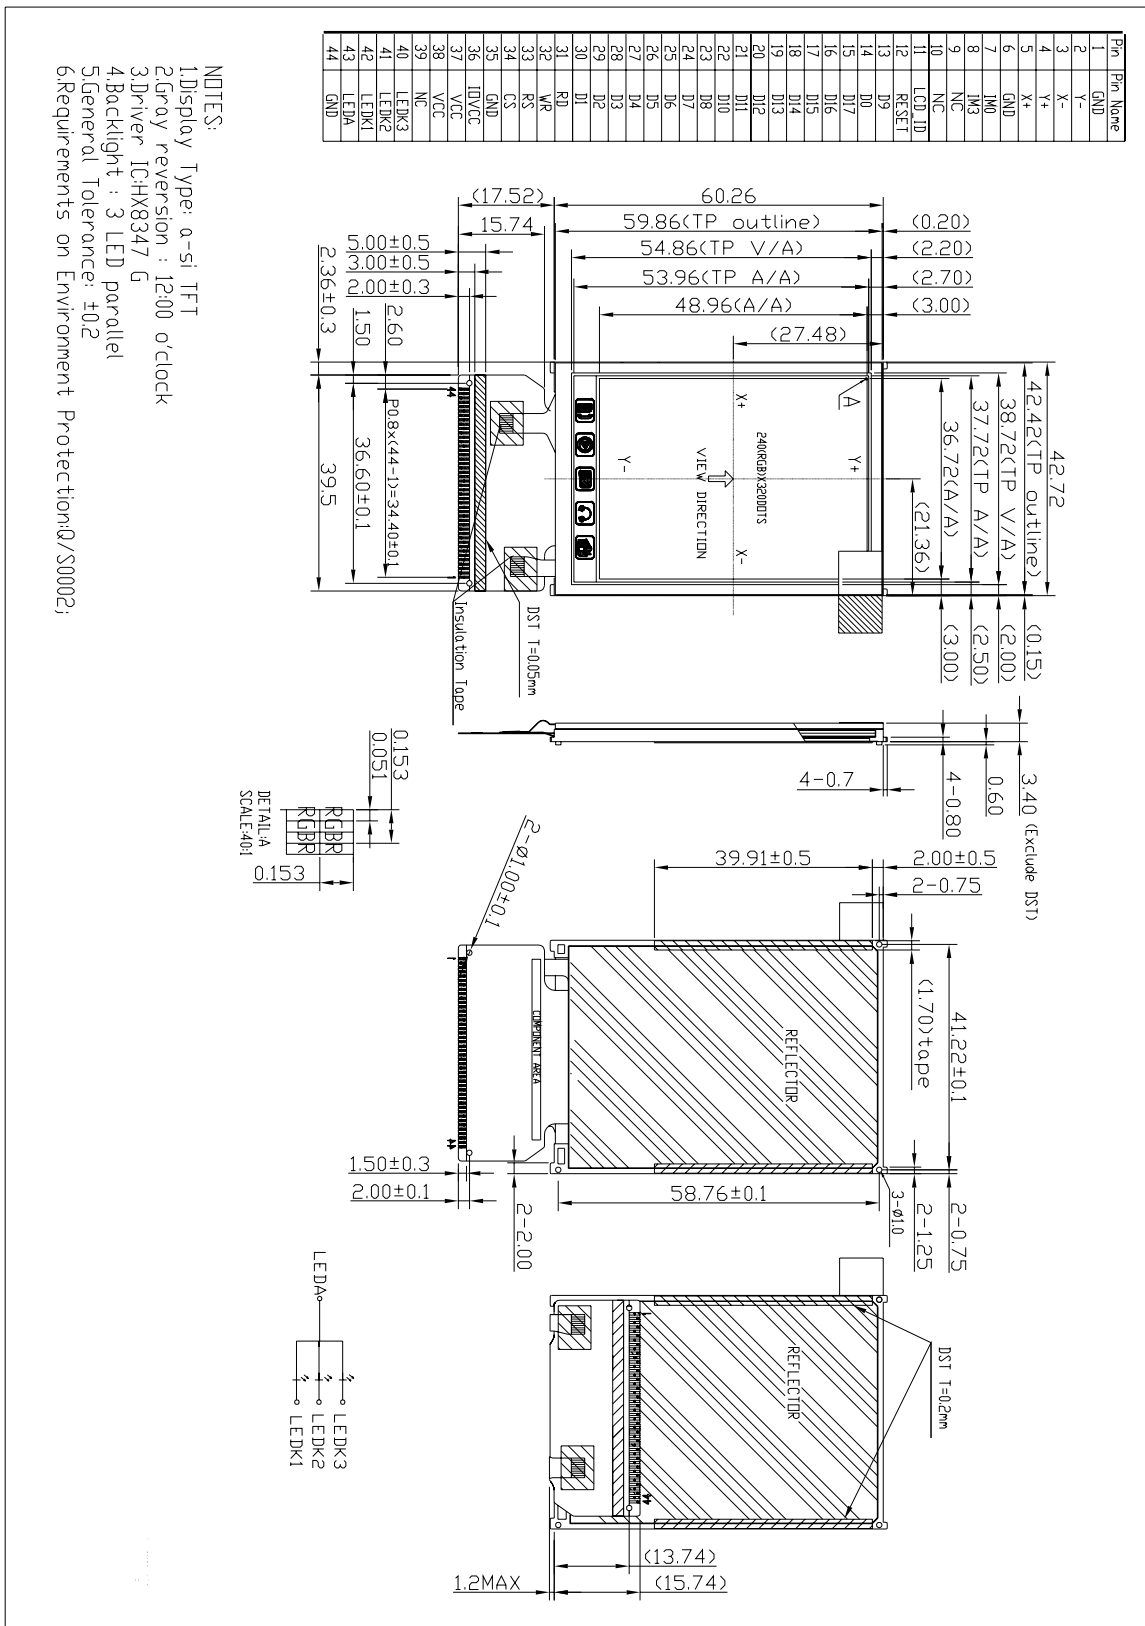 Pin Pin Name
1 GND
2 Y-
3 X-
4 Y+
5 X+
6 GND
7 IM0
8 IM3
9 NC
10 NC
11 LCD_ID
12 RESET
13 D9
14 D0
15 D17
16 D16
17 D15
18 D14
19 D13
20 D12
21 D11
22 D10
23 D8
24 D7
25 D6
26 D5
27 D4
28 D3
29 D2
30 D1
31 RD
32 WR
33 RS
34 CS
35 GND
36 IOVCC
37 VCC
38 VCC
39 NC
40 LEDK3
41 LEDK2
42 LEDK1
43 LEDA
44 GND
42.72
42.42(TP outline)
(0.15)
38.72(TP V/A)
(2.00)
37.72(TP A/A)
(2.50)
36.72(A/A)
(3.00)
(21.36)
(0.20)
(2.20)
(2.70)
(3.00)
(27.48)
60.26
59.86(TP outline)
54.86(TP V/A)
53.96(TP A/A)
48.96(A/A)
(17.52)
15.74
5.00±0.5
3.00±0.5
2.00±0.3
A
Y+
X+
X-
Y-
240(RGB)X320DOTS
VIEW DIRECTION
44
1
2.60
P0.8x(44-1)=34.40±0.1
1.50
36.60±0.1
2.36±0.3
39.5
DST T=0.05mm
Insulation Tape
3.40 (Exclude DST)
0.60
4-0.80
4-0.7
0.153
0.051
RGBR
RGBR
0.153
DETAIL:A
SCALE:40:1
2.00±0.5
2-0.75
39.91±0.5
41.22±0.1
(1.70)tape
2-0.75
2-1.25
3-ø1.0
REFLECTOR
58.76±0.1
COMPONENT AREA
2-ø1.00±0.1
1
44
2-2.00
1.50±0.3
2.00±0.1
DST T=0.2mm
REFLECTOR
1
44
(13.74)
(15.74)
1.2MAX
LEDA
LEDK3
LEDK2
LEDK1
NOTES:
1.Display Type: a-si TFT
2.Gray reversion : 12:00 o'clock
3.Driver IC:HX8347 G
4.Backlight : 3 LED parallel
5.General Tolerance: ±0.2
6.Requirements on Environment Protection:Q/S0002;